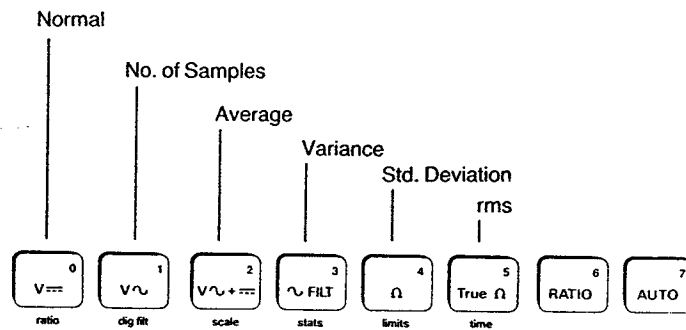 Normal
No. of Samples
Average
Variance
Std. Deviation
rms
0 1 2 3 4 5 6 7
V⎓ V∿ V∿+⎓ ∿ FILT Ω True Ω RATIO AUTO
ratio dig filt scale stats limits time